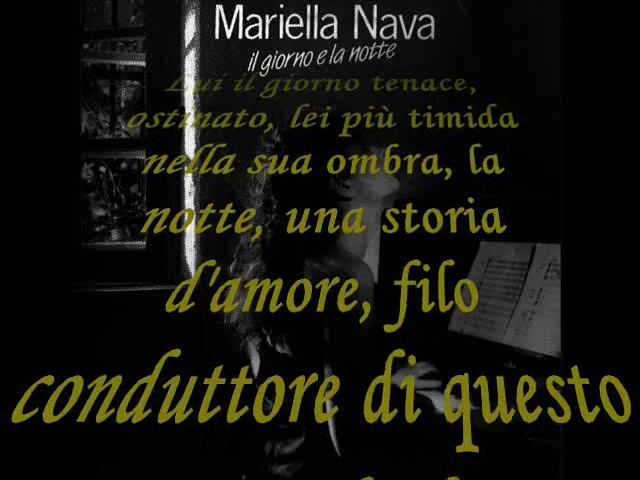 Mariella Nava
il giorno e la notte
Lui il giorno tenace,
ostinato, lei più timida
nella sua ombra, la
notte, una storia
d'amore, filo
conduttore di questo